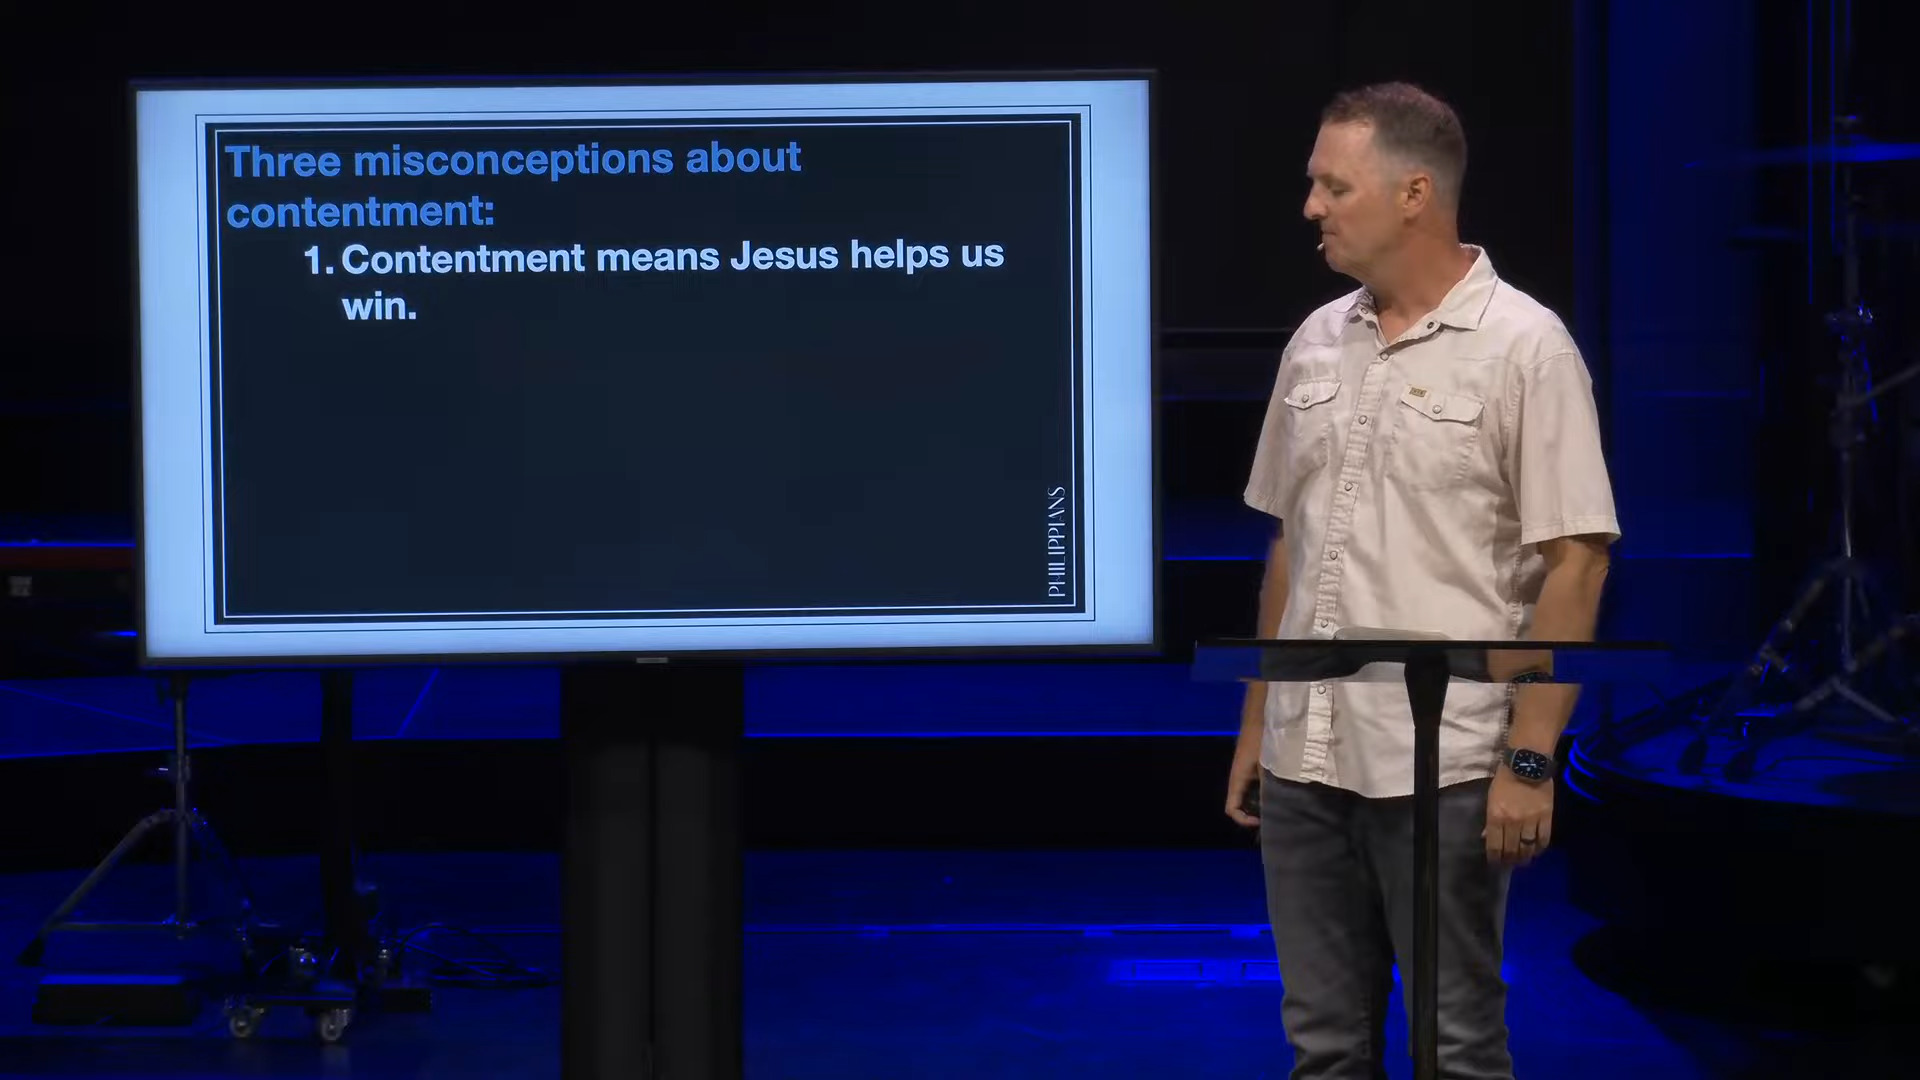 Three misconceptions about
contentment:
1. Contentment means Jesus helps us
win.
PHILIPPIANS